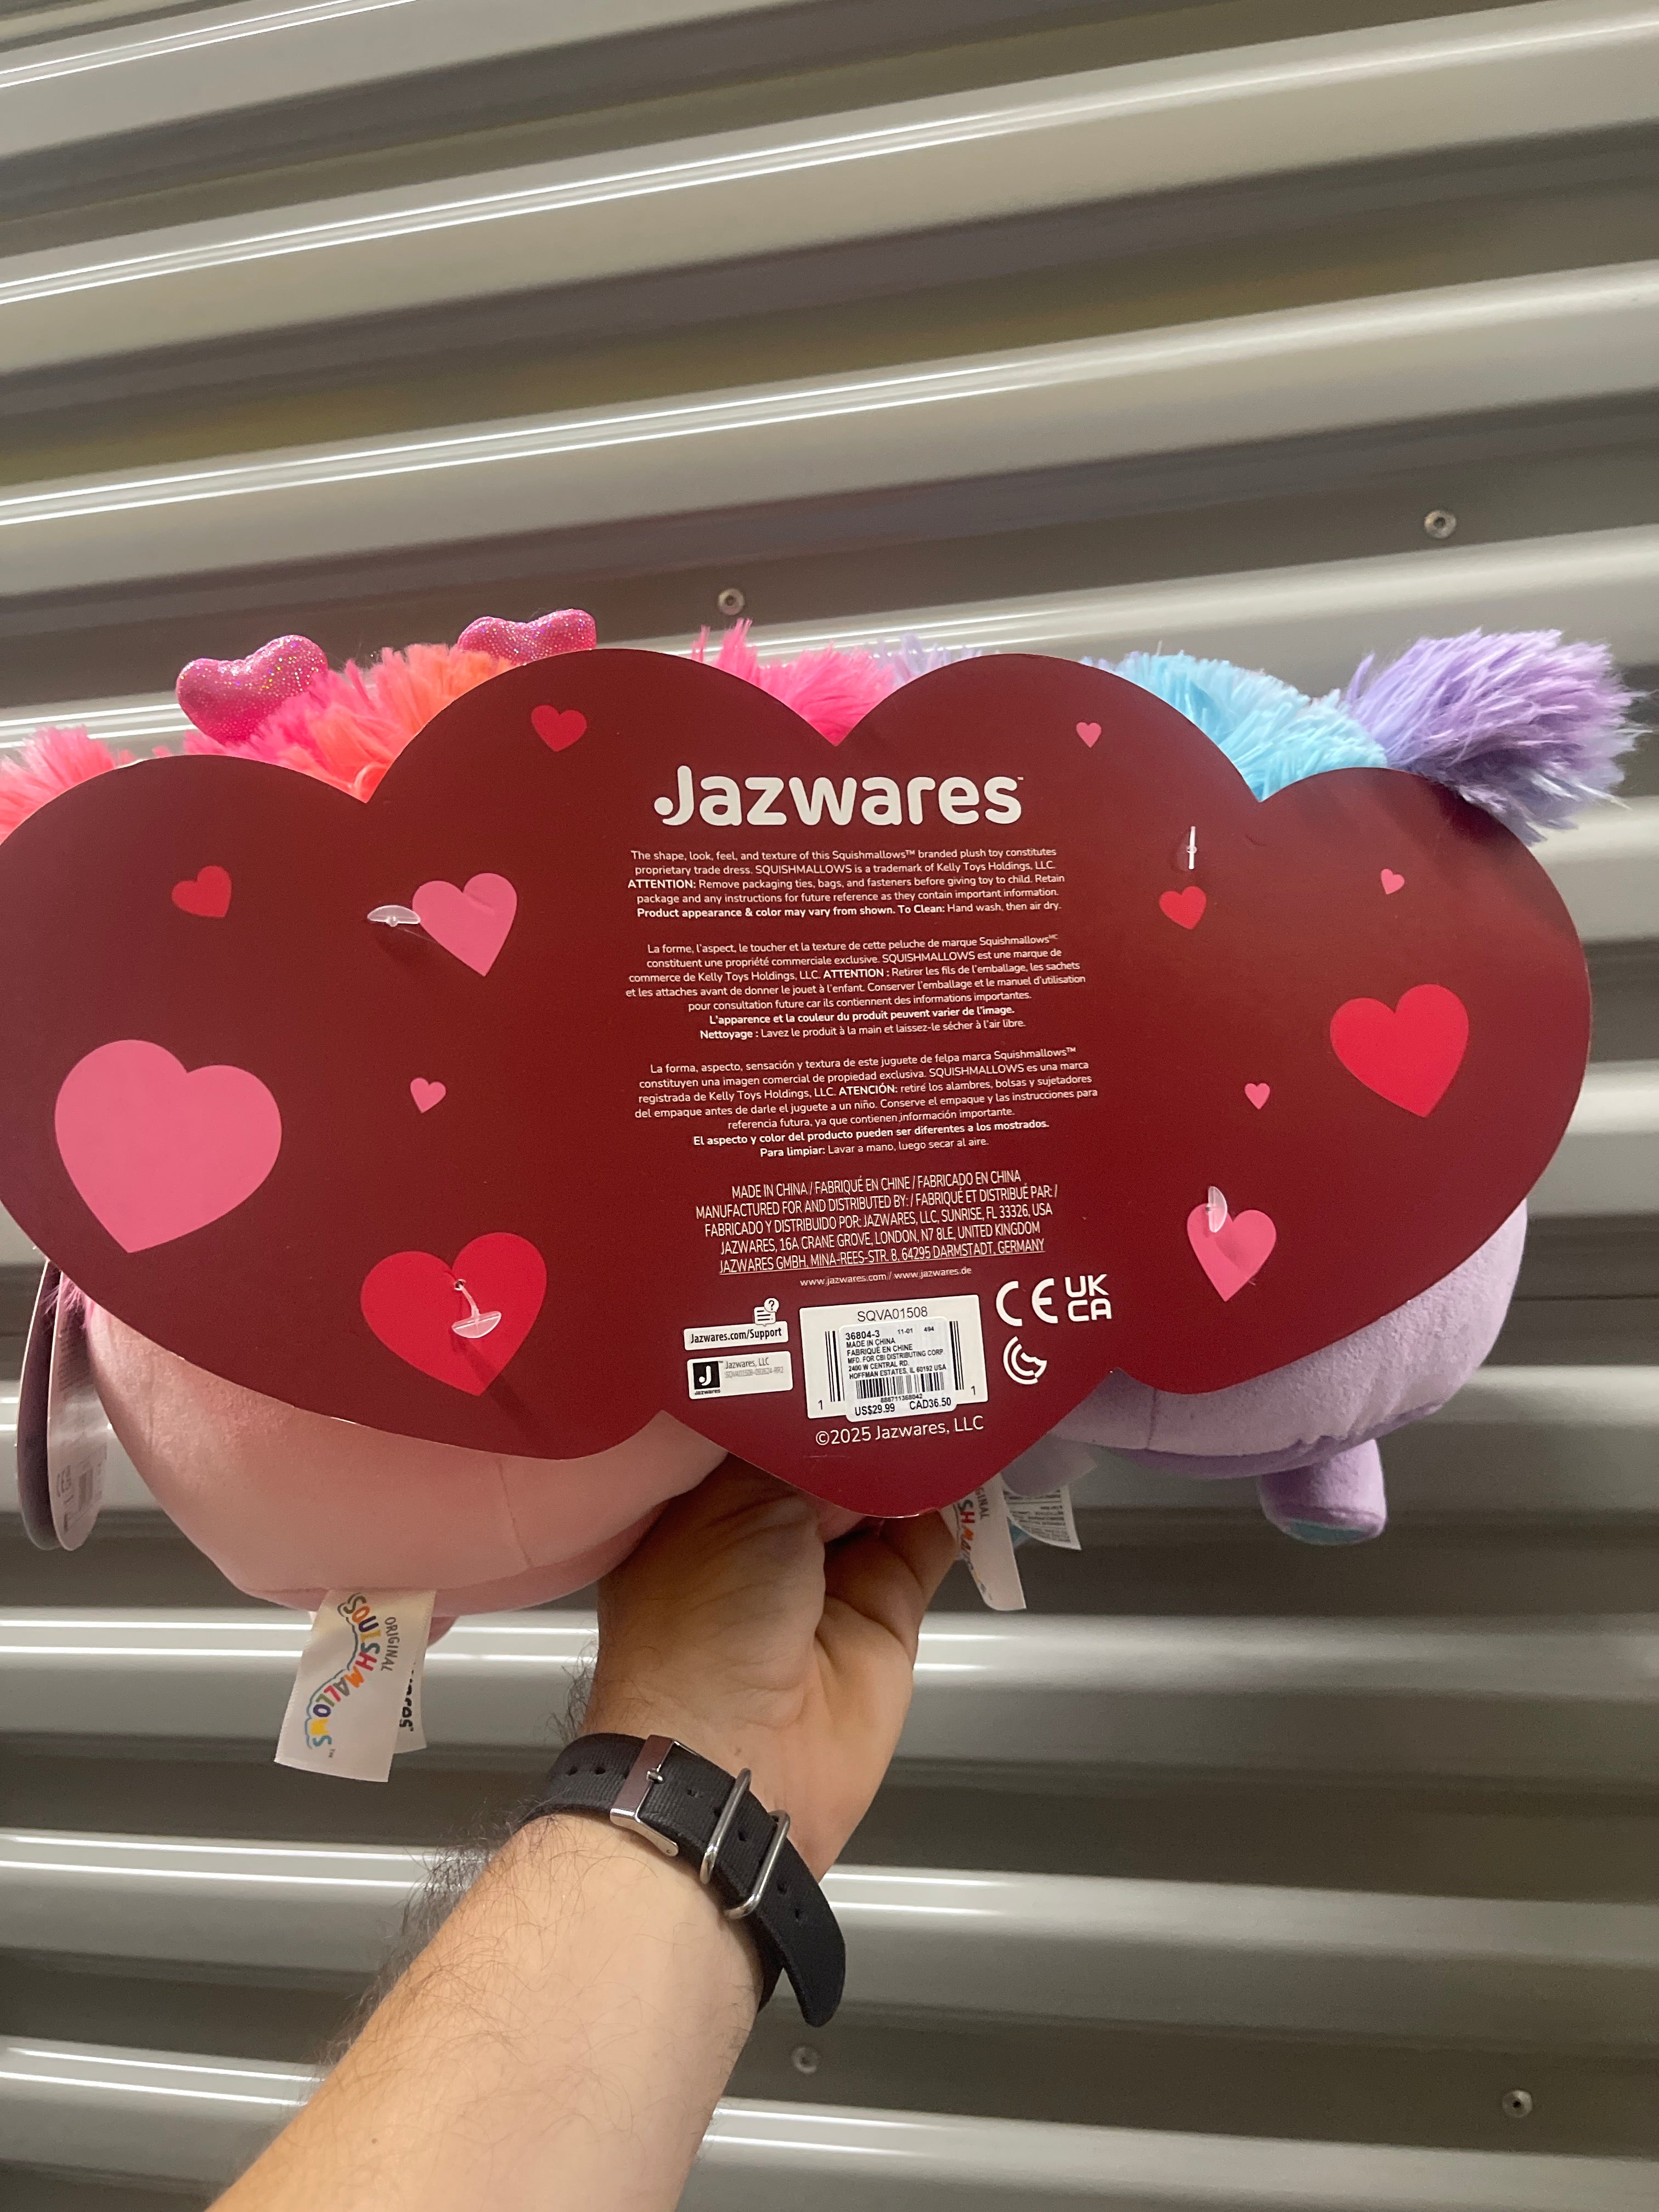 Jazwares™
The shape, look, feel, and texture of this Squishmallows™ branded plush toy constitutes
proprietary trade dress. SQUISHMALLOWS is a trademark of Kelly Toys Holdings, LLC.
ATTENTION: Remove packaging ties, bags, and fasteners before giving toy to child. Retain
package and any instructions for future reference as they contain important information.
Product appearance & color may vary from shown. To Clean: Hand wash, then air dry.
La forme, l'aspect, le toucher et la texture de cette peluche de marque Squishmallowsᴹᶜ
constituent une propriété commerciale exclusive. SQUISHMALLOWS est une marque de
commerce de Kelly Toys Holdings, LLC. ATTENTION : Retirer les fils de l'emballage, les sachets
et les attaches avant de donner le jouet à l'enfant. Conserver l'emballage et le manuel d'utilisation
pour consultation future car ils contiennent des informations importantes.
L'apparence et la couleur du produit peuvent varier de l'image.
Nettoyage : Lavez le produit à la main et laissez-le sécher à l'air libre.
La forma, aspecto, sensación y textura de este juguete de felpa marca Squishmallows™
constituyen una imagen comercial de propiedad exclusiva. SQUISHMALLOWS es una marca
registrada de Kelly Toys Holdings, LLC. ATENCIÓN: retiré los alambres, bolsas y sujetadores
del empaque antes de darle el juguete a un niño. Conserve el empaque y las instrucciones para
referencia futura, ya que contienen información importante.
El aspecto y color del producto pueden ser diferentes a los mostrados.
Para limpiar: Lavar a mano, luego secar al aire.
MADE IN CHINA / FABRIQUÉ EN CHINE / FABRICADO EN CHINA
MANUFACTURED FOR AND DISTRIBUTED BY: / FABRIQUÉ ET DISTRIBUÉ PAR: /
FABRICADO Y DISTRIBUIDO POR: JAZWARES, LLC, SUNRISE, FL 33326, USA
JAZWARES, 16A CRANE GROVE, LONDON, N7 8LE, UNITED KINGDOM
JAZWARES GMBH, MINA-REES-STR. 8, 64295 DARMSTADT, GERMANY
www.jazwares.com / www.jazwares.de
Jazwares.com/Support
Jazwares, LLC
JAZWARES
SQVA01508
36804-3 11-01 494
MADE IN CHINA
FABRIQUÉ EN CHINE
MFD. FOR CBI DISTRIBUTING CORP.
2400 W CENTRAL RD.
HOFFMAN ESTATES, IL 60192 USA
US$29.99 CAD36.50
1 1
CE UK
CA
©2025 Jazwares, LLC
ORIGINAL
SQUISHMALLOWS™